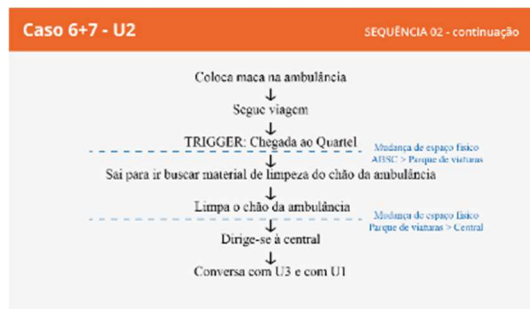 Caso 6+7 - U2
SEQUÊNCIA 02 - continuação
Coloca maca na ambulância
Segue viagem
TRIGGER: Chegada ao Quartel
Mudança de espaço físico
ABSC > Parque de viaturas
Sai para ir buscar material de limpeza do chão da ambulância
Limpa o chão da ambulância
Mudança de espaço físico
Parque de viaturas > Central
Dirige-se à central
Conversa com U3 e com U1